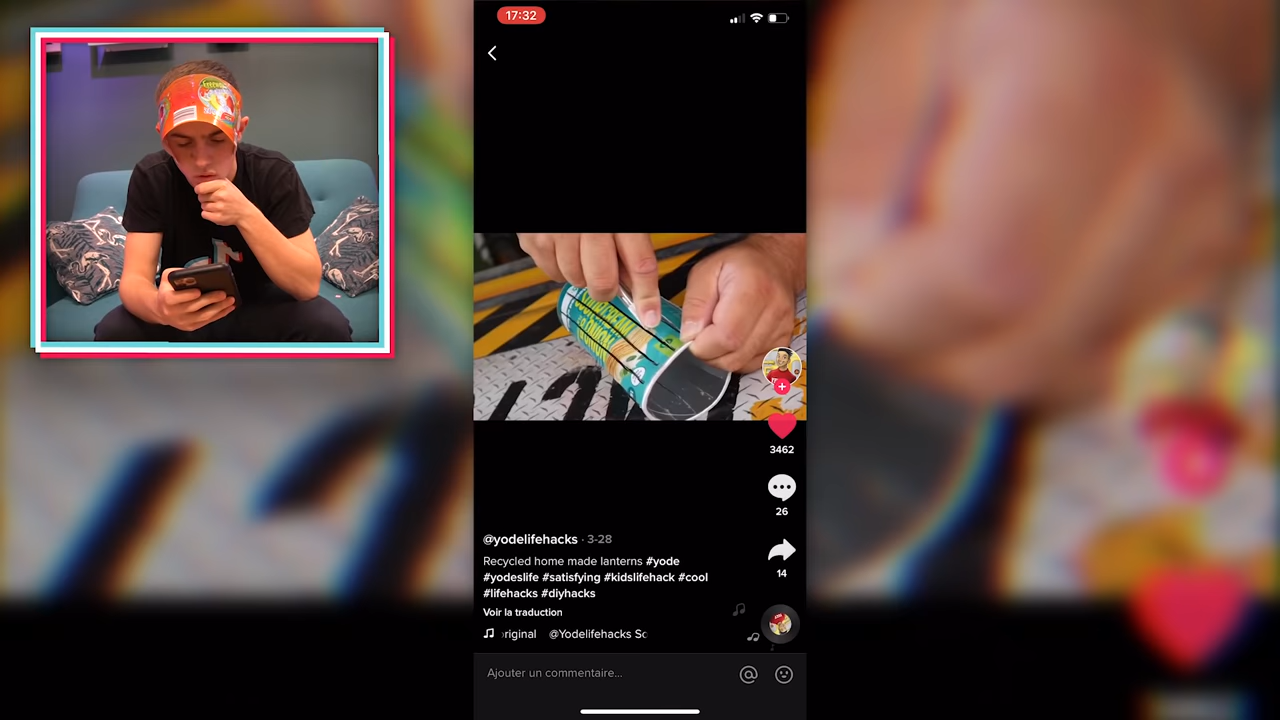 17:32
3462
26
14
@yodelifehacks · 3-28
Recycled home made lanterns #yode
#yodeslife #satisfying #kidslifehack #cool
#lifehacks #diyhacks
Voir la traduction
riginal @Yodelifehacks So
Ajouter un commentaire...